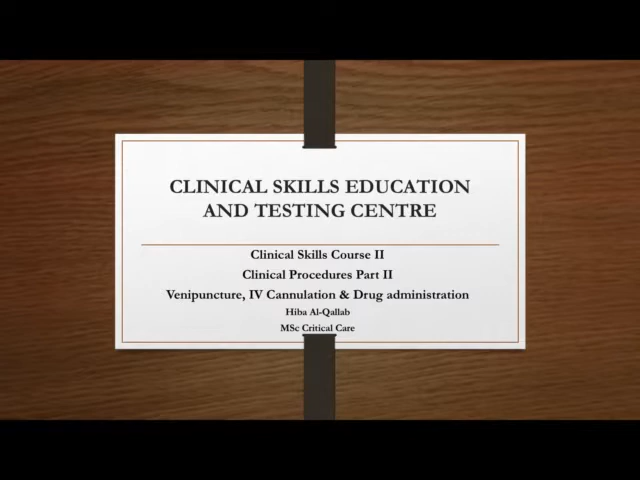 CLINICAL SKILLS EDUCATION
AND TESTING CENTRE
Clinical Skills Course II
Clinical Procedures Part II
Venipuncture, IV Cannulation & Drug administration
Hiba Al-Qallab
MSc Critical Care